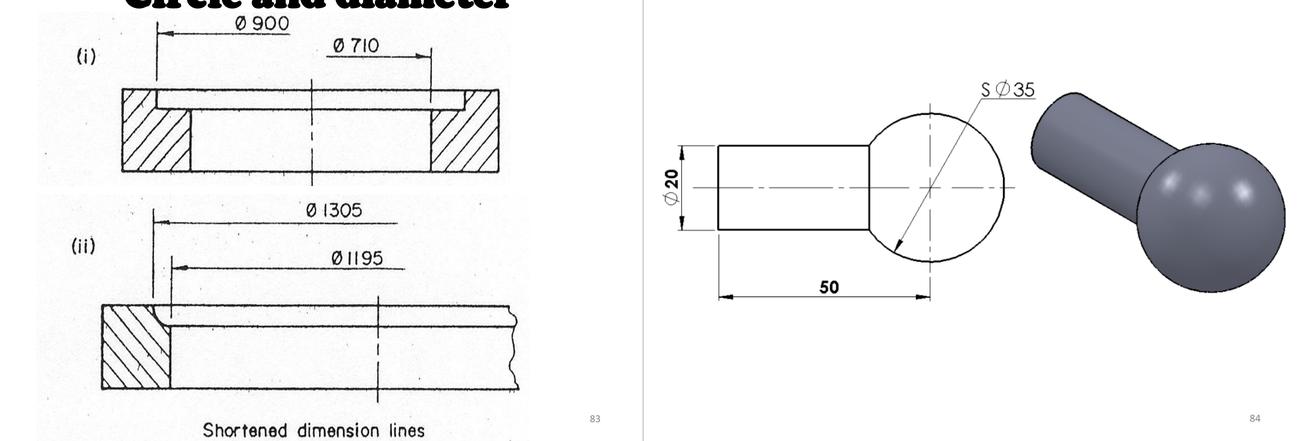 Circle and diameter
Ø 900
Ø 710
(i)
Ø 1305
(ii)
Ø 1195
Shortened dimension lines
83
S Ø 35
Ø 20
50
84